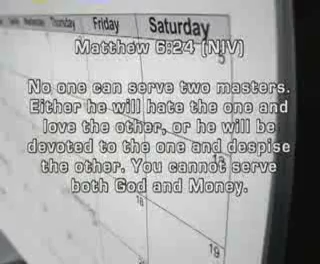 Wednesday Thursday Friday Saturday
Matthew 6:24 (NIV)
5
No one can serve two masters.
Either he will hate the one and
love the other, or he will be
devoted to the one and despise
the other. You cannot serve
both God and Money.
18
19